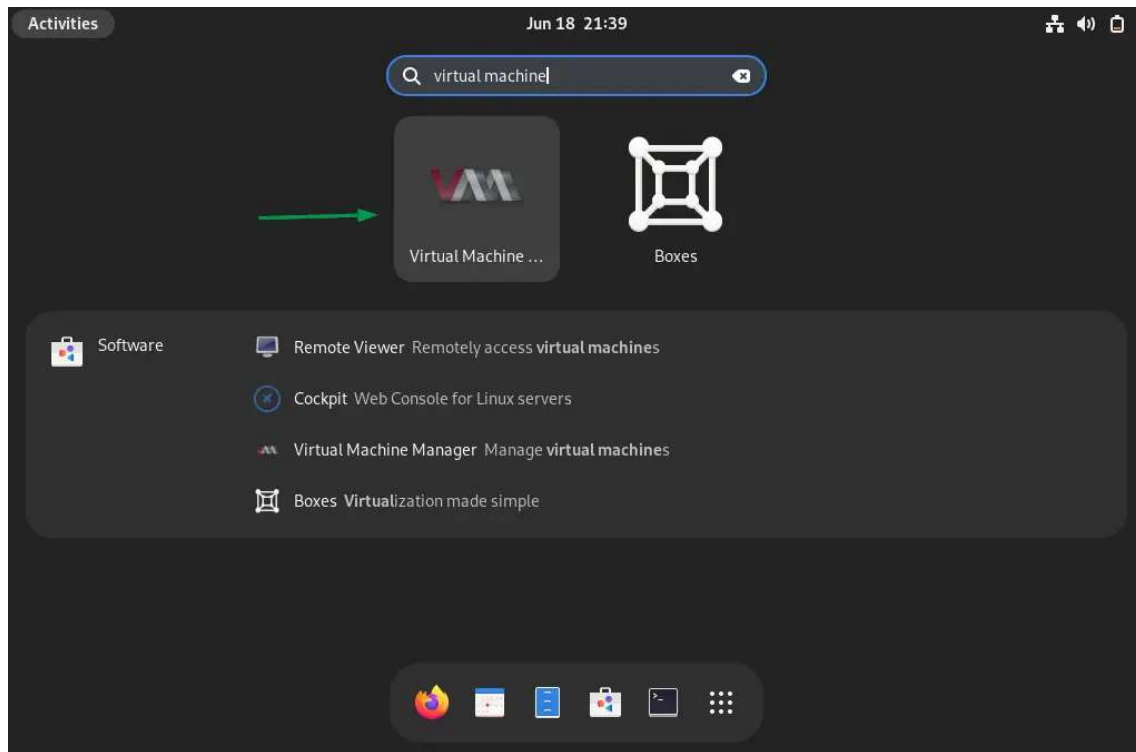 Activities
Jun 18 21:39
virtual machine
VM
Virtual Machine ...
Boxes
Software
Remote Viewer Remotely access virtual machines
Cockpit Web Console for Linux servers
Virtual Machine Manager Manage virtual machines
Boxes Virtualization made simple